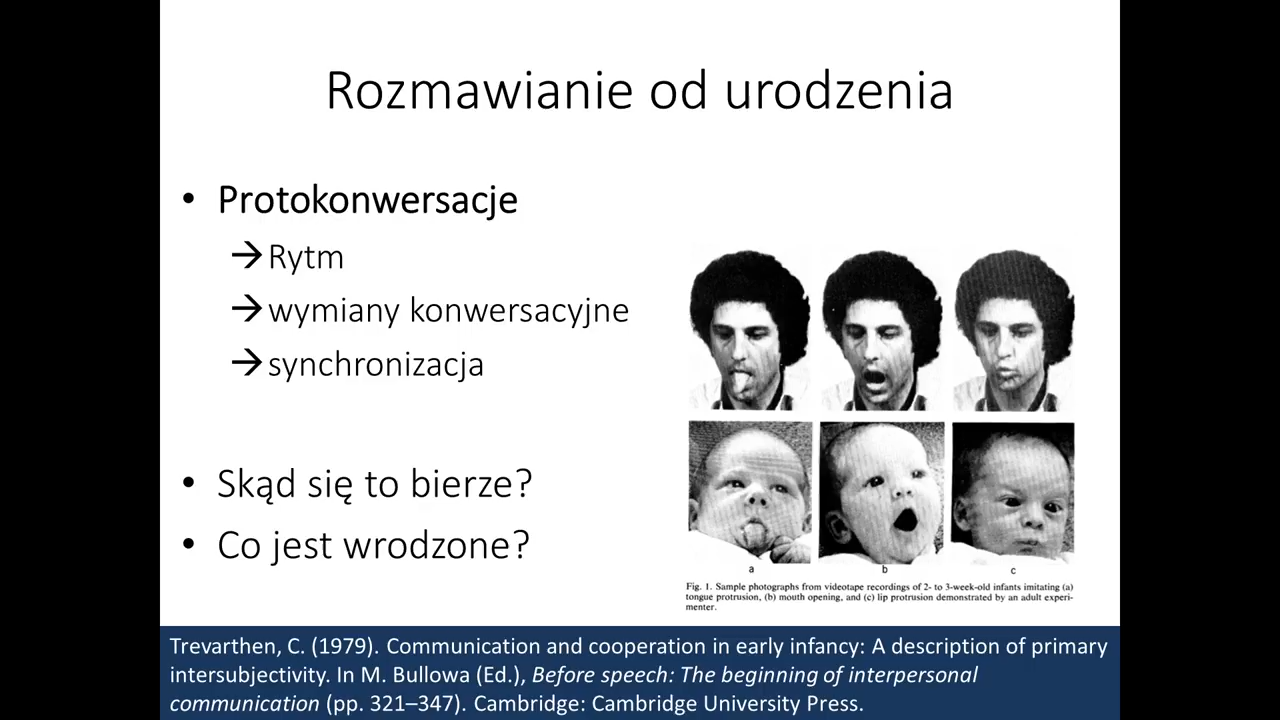 Rozmawianie od urodzenia
• Protokonwersacje
→ Rytm
→ wymiany konwersacyjne
→ synchronizacja
• Skąd się to bierze?
• Co jest wrodzone?
a b c
Fig. 1. Sample photographs from videotape recordings of 2- to 3-week-old infants imitating (a)
tongue protrusion, (b) mouth opening, and (c) lip protrusion demonstrated by an adult experi-
menter.
Trevarthen, C. (1979). Communication and cooperation in early infancy: A description of primary
intersubjectivity. In M. Bullowa (Ed.), Before speech: The beginning of interpersonal
communication (pp. 321–347). Cambridge: Cambridge University Press.